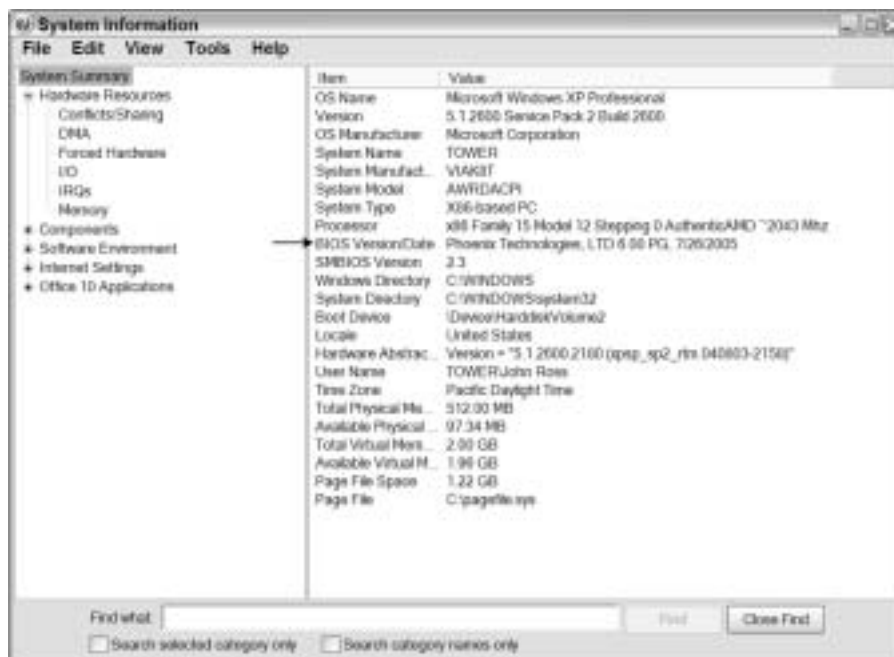 System Information
File Edit View Tools Help
System Summary
Hardware Resources
Conflicts/Sharing
DMA
Forced Hardware
I/O
IRQs
Memory
Components
Software Environment
Internet Settings
Office 10 Applications
Item Value
OS Name Microsoft Windows XP Professional
Version 5.1.2600 Service Pack 2 Build 2600
OS Manufacturer Microsoft Corporation
System Name TOWER
System Manufact... VIAK8T
System Model AWRDACPI
System Type X86-based PC
Processor x86 Family 15 Model 12 Stepping 0 AuthenticAMD ~2043 Mhz
BIOS Version/Date Phoenix Technologies, LTD 6.00 PG, 7/26/2005
SMBIOS Version 2.3
Windows Directory C:\WINDOWS
System Directory C:\WINDOWS\system32
Boot Device \Device\HarddiskVolume2
Locale United States
Hardware Abstrac... Version = "5.1.2600.2180 (xpsp_sp2_rtm.040803-2158)"
User Name TOWER\John Ross
Time Zone Pacific Daylight Time
Total Physical Me... 512.00 MB
Available Physical ... 97.34 MB
Total Virtual Mem... 2.00 GB
Available Virtual M... 1.96 GB
Page File Space 1.22 GB
Page File C:\pagefile.sys
Find what: Find Close Find
Search selected category only Search category names only